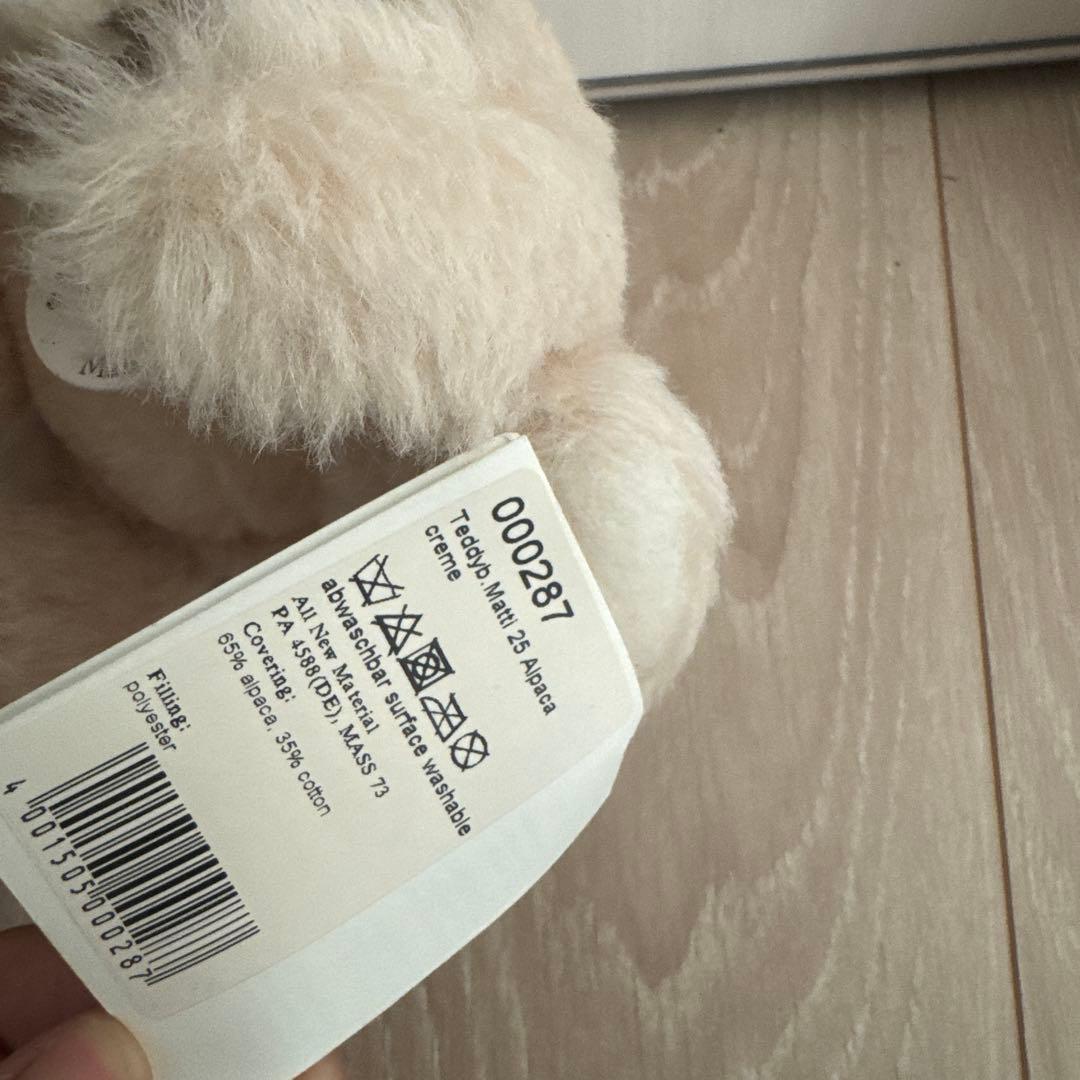 000287
Teddyb.Matti 25 Alpaca
creme
abwaschbar surface washable
All New Material
PA 4588(DE), MASS 73
Covering:
65% alpaca, 35% cotton
Filling:
polyester
4 001505 000287